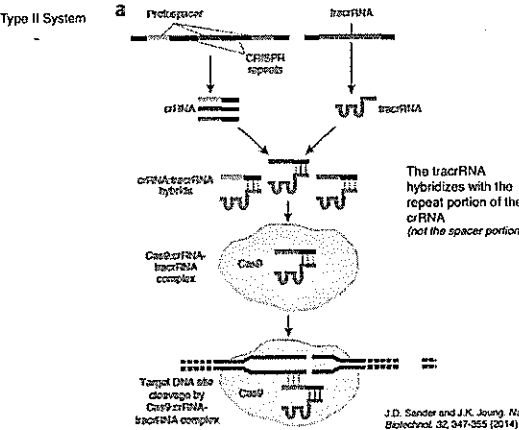 Type II System
a
Protospacer
tracrRNA
CRISPR
repeats
crRNA
tracrRNA
crRNA:tracrRNA
hybrids
The tracrRNA
hybridizes with the
repeat portion of the
crRNA
(not the spacer portion
Cas9:crRNA-
tracrRNA
complex
Cas9
Target DNA site
cleavage by
Cas9:crRNA-
tracrRNA complex
Cas9
J.D. Sander and J.K. Joung. Na
Biotechnol. 32, 347-355 (2014)